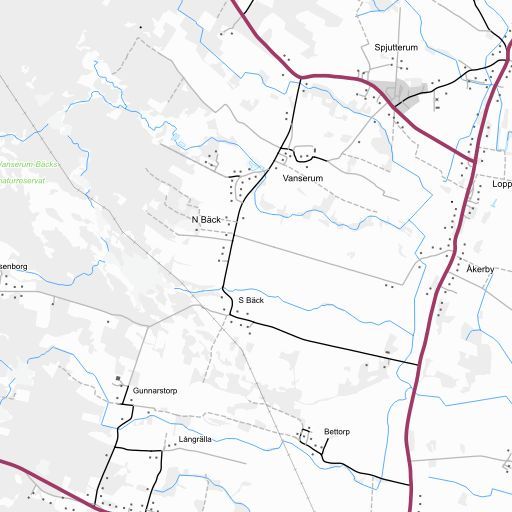 Spjutterum
Vanserum-Bäcks
naturreservat
Vanserum
Lopp
N Bäck
senborg
Åkerby
S Bäck
Gunnarstorp
Långrälla
Bettorp